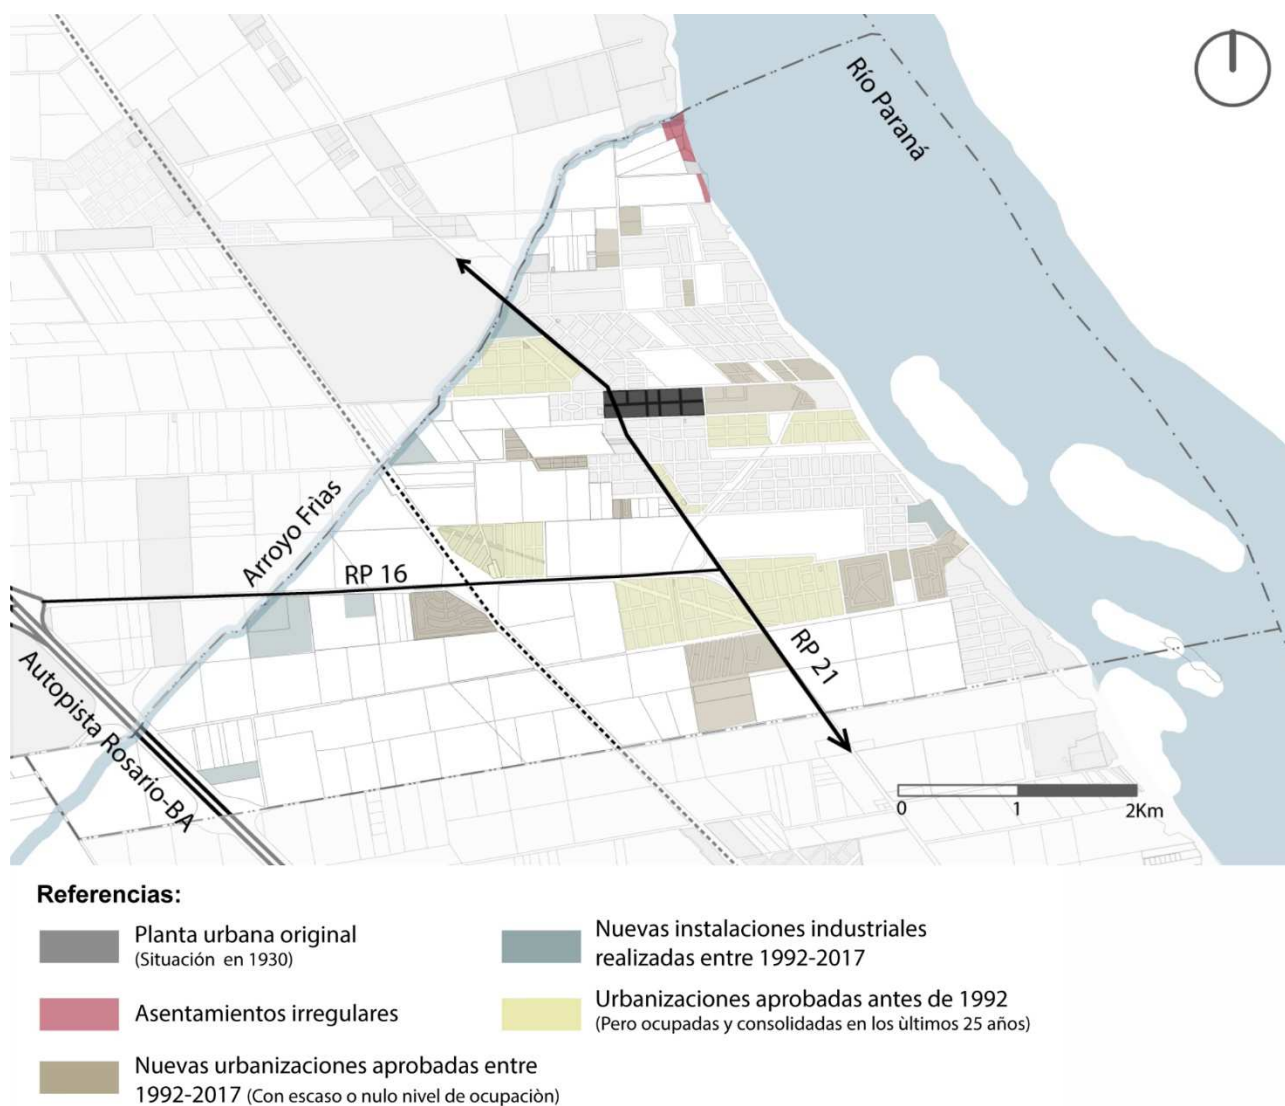 Río Paraná
Arroyo Frìas
RP 16
RP 21
Autopista Rosario-BA
0 1 2Km
Referencias:
Planta urbana original
(Situación en 1930)
Asentamientos irregulares
Nuevas urbanizaciones aprobadas entre
1992-2017 (Con escaso o nulo nivel de ocupaciòn)
Nuevas instalaciones industriales
realizadas entre 1992-2017
Urbanizaciones aprobadas antes de 1992
(Pero ocupadas y consolidadas en los ùltimos 25 años)